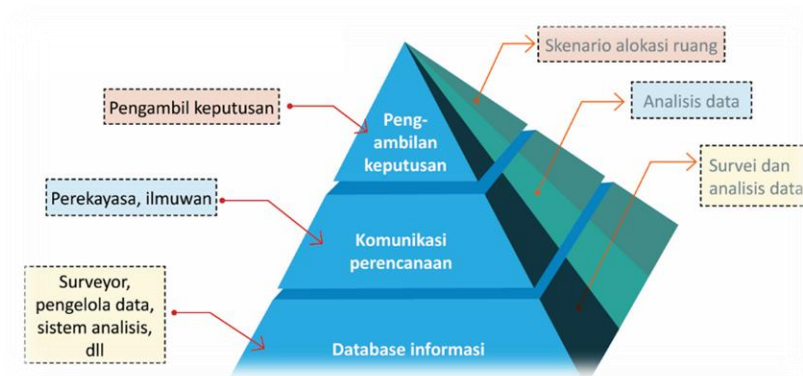 Skenario alokasi ruang
Pengambil keputusan
Peng-
ambilan
keputusan
Analisis data
Survei dan
analisis data
Perekayasa, ilmuwan
Komunikasi
perencanaan
Surveyor,
pengelola data,
sistem analisis,
dll
Database informasi